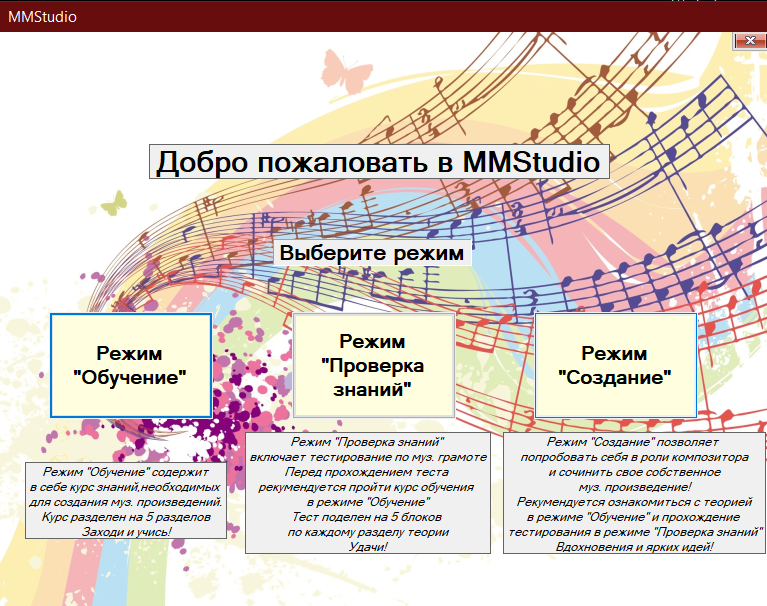 MMStudio
Добро пожаловать в MMStudio
Выберите режим
Режим
"Обучение"
Режим
"Проверка
знаний"
Режим
"Создание"
Режим "Обучение" содержит
в себе курс знаний,необходимых
для создания муз. произведений.
Курс разделен на 5 разделов
Заходи и учись!
Режим "Проверка знаний"
включает тестирование по муз. грамоте
Перед прохождением теста
рекомендуется пройти курс обучения
в режиме "Обучение"
Тест поделен на 5 блоков
по каждому разделу теории
Удачи!
Режим "Создание" позволяет
попробовать себя в роли композитора
и сочинить свое собственное
муз. произведение!
Рекумендуется ознакомиться с теорией
в режиме "Обучение" и прохождение
тестирования в режиме "Проверка знаний"
Вдохновения и ярких идей!